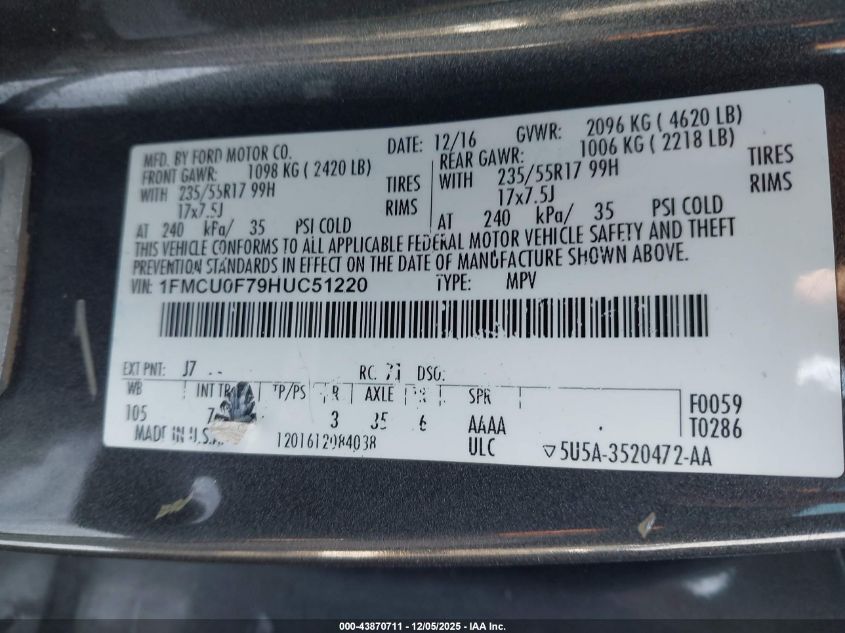 MFD. BY FORD MOTOR CO. DATE: 12/16 GVWR: 2096 KG ( 4620 LB)
FRONT GAWR: 1098 KG ( 2420 LB) REAR GAWR: 1006 KG ( 2218 LB)
WITH 235/55R17 99H TIRES WITH 235/55R17 99H TIRES
17x7.5J RIMS 17x7.5J RIMS
AT 240 kPa/ 35 PSI COLD AT 240 kPa/ 35 PSI COLD
THIS VEHICLE CONFORMS TO ALL APPLICABLE FEDERAL MOTOR VEHICLE SAFETY AND THEFT
PREVENTION STANDARDS IN EFFECT ON THE DATE OF MANUFACTURE SHOWN ABOVE.
VIN: 1FMCU0F79HUC51220 TYPE: MPV
EXT PNT: J7 RC: 71 DSO:
WB INT TR TP/PS R AXLE SPR F0059
105 3 35 6 AAAA T0286
MADE IN U.S.A. 1201612084038 ULC ▽5U5A-3520472-AA
000-43870711 • 12/05/2025 • IAA Inc.